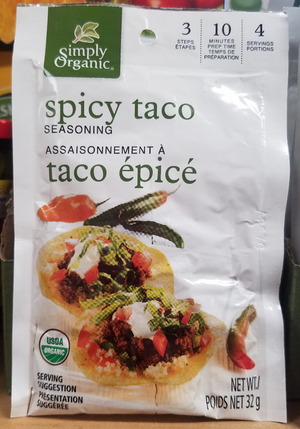 Simply
Organic®
3
STEPS
ÉTAPES
10
MINUTES
PREP TIME
TEMPS DE
PRÉPARATION
4
SERVINGS
PORTIONS
spicy taco
SEASONING
ASSAISONNEMENT À
taco épicé
USDA
ORGANIC
SERVING
SUGGESTION
PRÉSENTATION
SUGGÉRÉE
NET WT./
POIDS NET 32 g